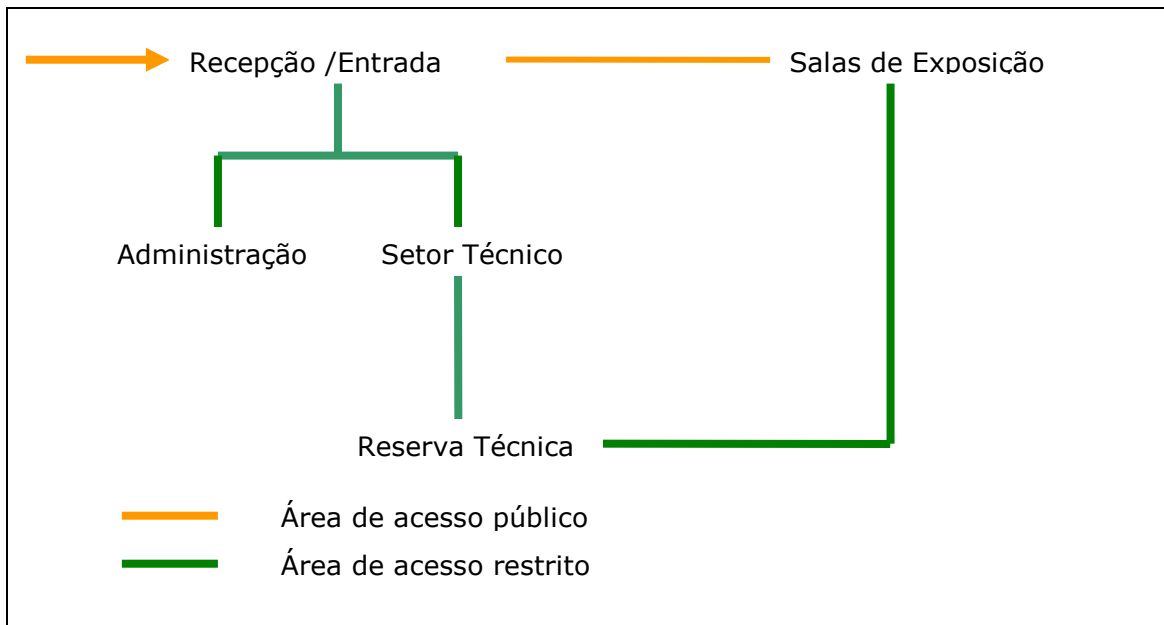 Recepção /Entrada
Salas de Exposição
Administração
Setor Técnico
Reserva Técnica
Área de acesso público
Área de acesso restrito